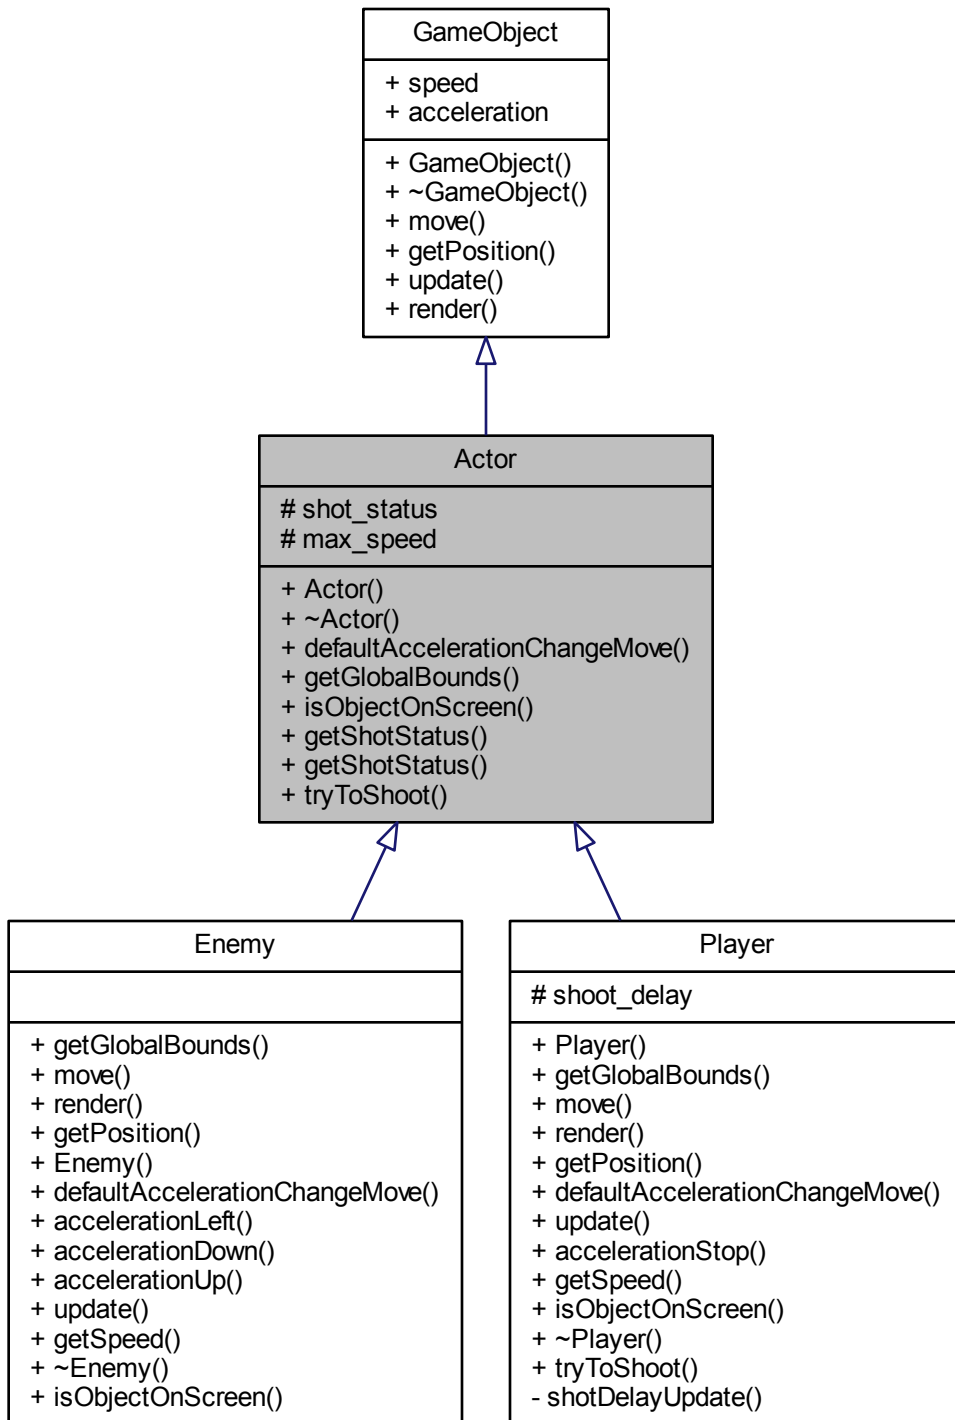 GameObject
+ speed
+ acceleration
+ GameObject()
+ ~GameObject()
+ move()
+ getPosition()
+ update()
+ render()
Actor
# shot_status
# max_speed
+ Actor()
+ ~Actor()
+ defaultAccelerationChangeMove()
+ getGlobalBounds()
+ isObjectOnScreen()
+ getShotStatus()
+ getShotStatus()
+ tryToShoot()
Enemy
+ getGlobalBounds()
+ move()
+ render()
+ getPosition()
+ Enemy()
+ defaultAccelerationChangeMove()
+ accelerationLeft()
+ accelerationDown()
+ accelerationUp()
+ update()
+ getSpeed()
+ ~Enemy()
+ isObjectOnScreen()
Player
# shoot_delay
+ Player()
+ getGlobalBounds()
+ move()
+ render()
+ getPosition()
+ defaultAccelerationChangeMove()
+ update()
+ accelerationStop()
+ getSpeed()
+ isObjectOnScreen()
+ ~Player()
+ tryToShoot()
- shotDelayUpdate()